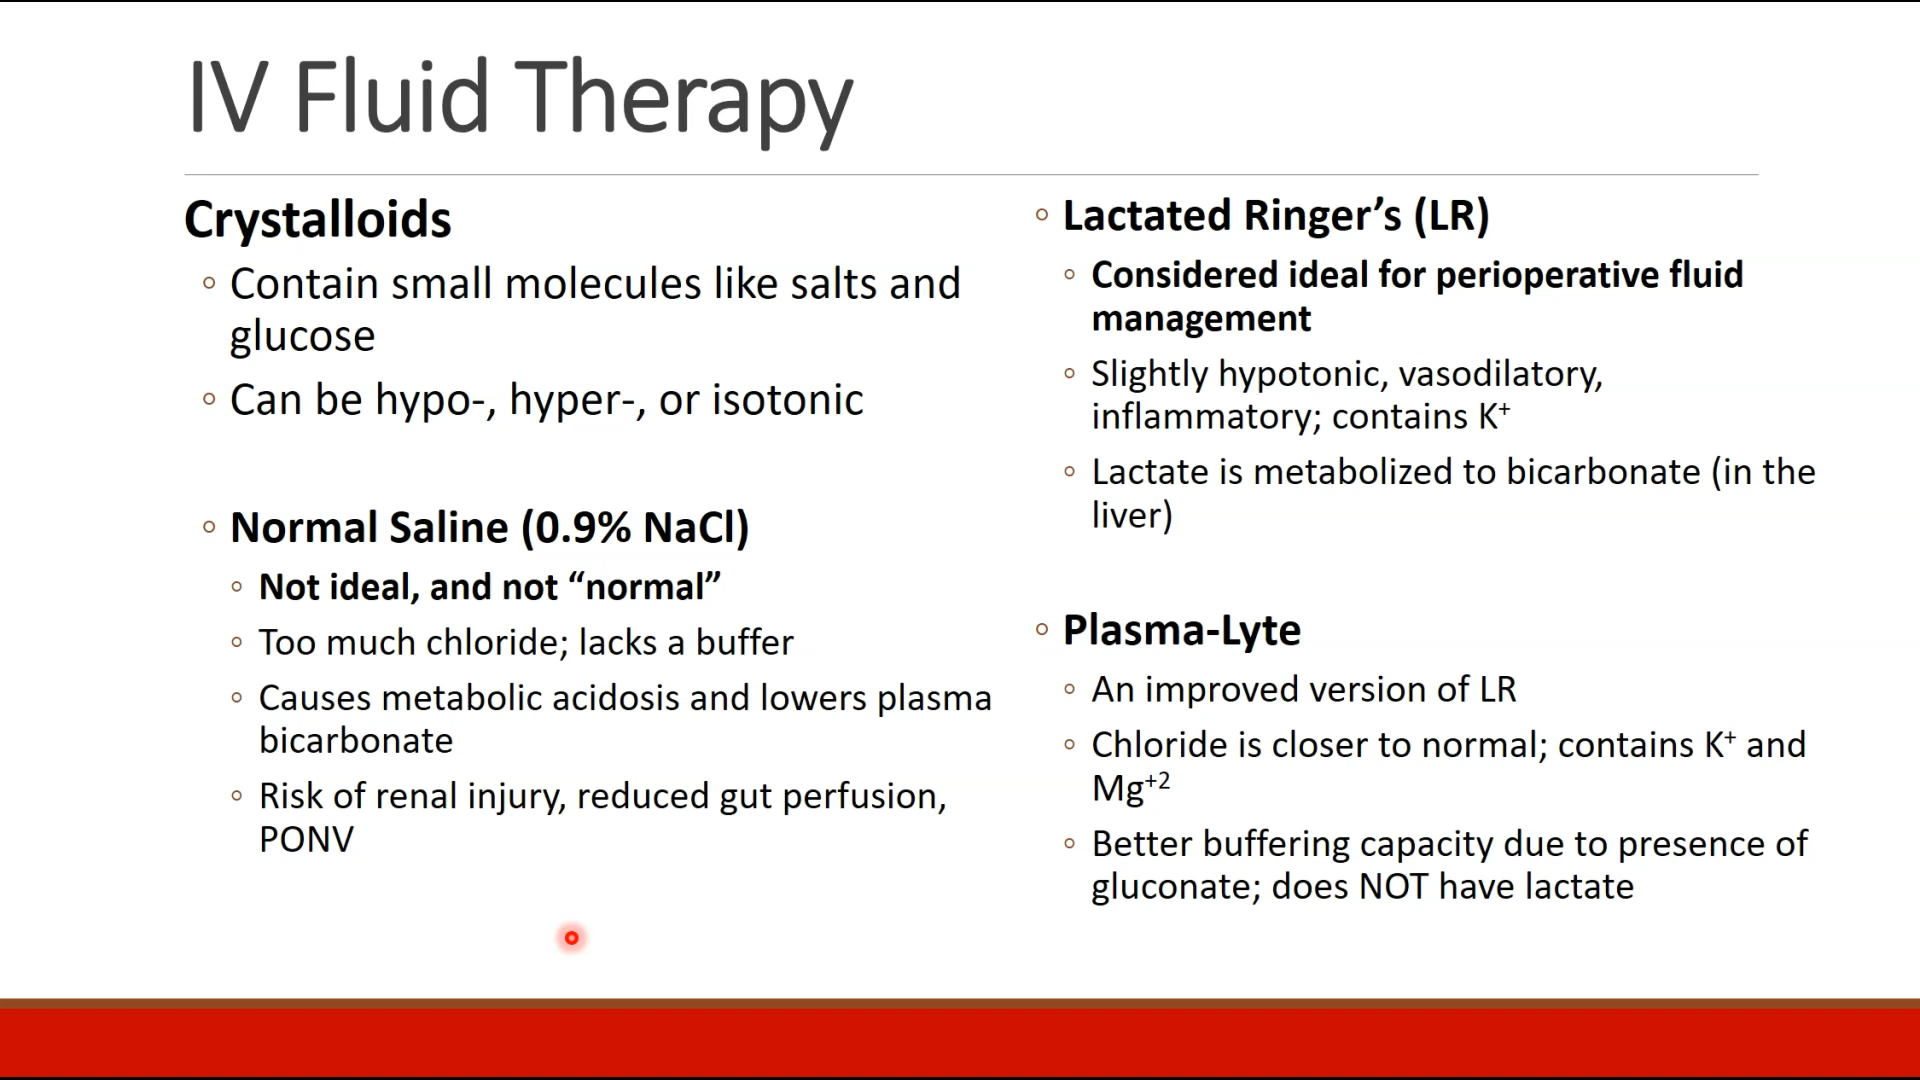 IV Fluid Therapy
Crystalloids
◦ Contain small molecules like salts and
glucose
◦ Can be hypo-, hyper-, or isotonic
◦ Normal Saline (0.9% NaCl)
◦ Not ideal, and not “normal”
◦ Too much chloride; lacks a buffer
◦ Causes metabolic acidosis and lowers plasma
bicarbonate
◦ Risk of renal injury, reduced gut perfusion,
PONV
◦ Lactated Ringer’s (LR)
◦ Considered ideal for perioperative fluid
management
◦ Slightly hypotonic, vasodilatory,
inflammatory; contains K⁺
◦ Lactate is metabolized to bicarbonate (in the
liver)
◦ Plasma-Lyte
◦ An improved version of LR
◦ Chloride is closer to normal; contains K⁺ and
Mg⁺²
◦ Better buffering capacity due to presence of
gluconate; does NOT have lactate